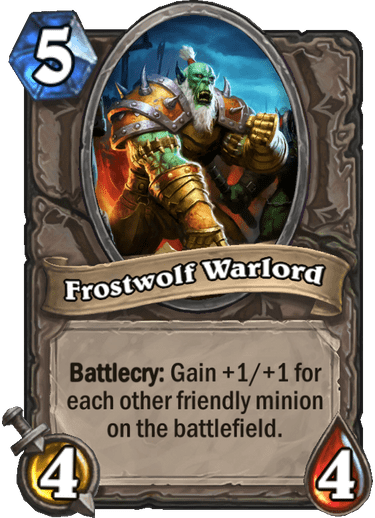 5
Frostwolf Warlord
Battlecry: Gain +1/+1 for
each other friendly minion
on the battlefield.
4
4